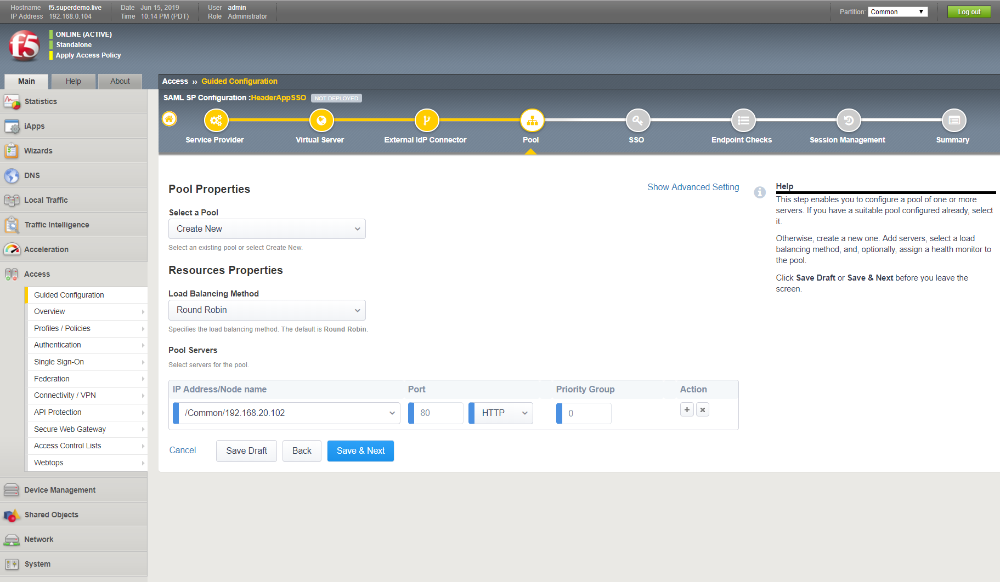 Hostname f5.superdemo.live
IP Address 192.168.0.104
Date Jun 15, 2019
Time 10:14 PM (PDT)
User admin
Role Administrator
Partition: Common
Log out
f5
ONLINE (ACTIVE)
Standalone
Apply Access Policy
Main
Help
About
Access ›› Guided Configuration
SAML SP Configuration :HeaderAppSSO NOT DEPLOYED
Service Provider
Virtual Server
External IdP Connector
Pool
SSO
Endpoint Checks
Session Management
Summary
Statistics
iApps
Wizards
DNS
Local Traffic
Traffic Intelligence
Acceleration
Access
Guided Configuration
Overview
Profiles / Policies
Authentication
Single Sign-On
Federation
Connectivity / VPN
API Protection
Secure Web Gateway
Access Control Lists
Webtops
Device Management
Shared Objects
Network
System
Pool Properties
Show Advanced Setting
Select a Pool
Create New
Select an existing pool or select Create New.
Resources Properties
Load Balancing Method
Round Robin
Specifies the load balancing method. The default is Round Robin.
Pool Servers
Select servers for the pool.
IP Address/Node name Port Priority Group Action
/Common/192.168.20.102 80 HTTP 0
Cancel
Save Draft
Back
Save & Next
Help
This step enables you to configure a pool of one or more
servers. If you have a suitable pool configured already, select
it.
Otherwise, create a new one. Add servers, select a load
balancing method, and, optionally, assign a health monitor to
the pool.
Click Save Draft or Save & Next before you leave the
screen.